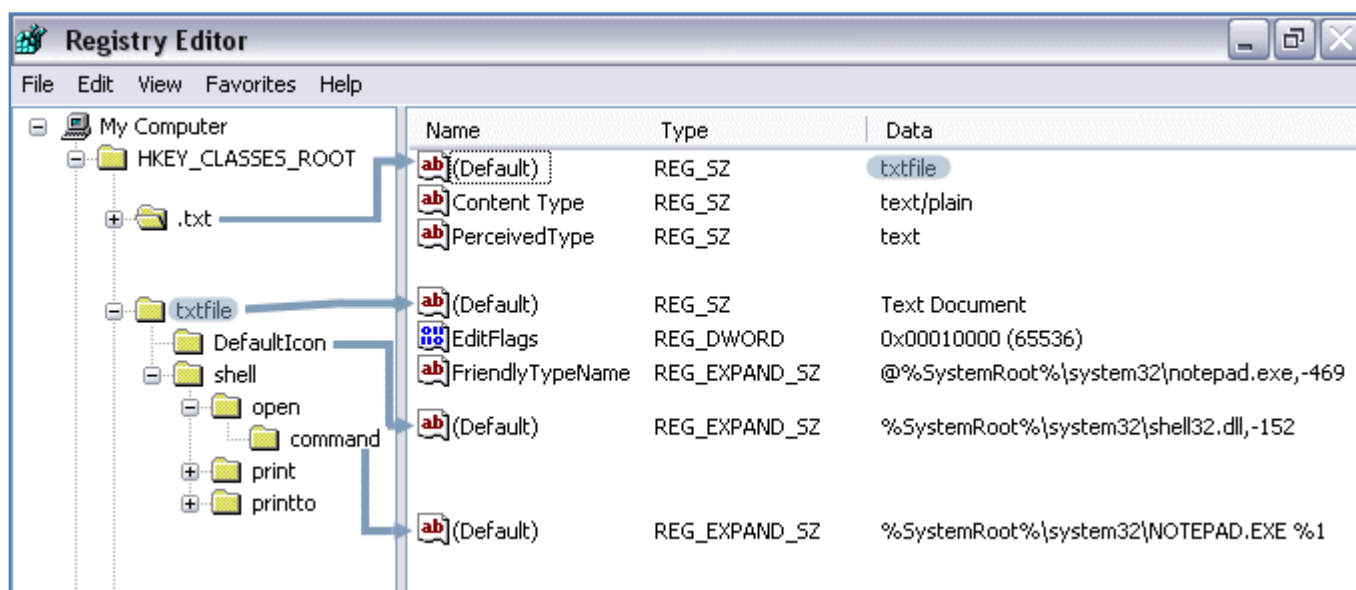 Registry Editor
File Edit View Favorites Help
My Computer
HKEY_CLASSES_ROOT
.txt
txtfile
DefaultIcon
shell
open
command
print
printto
Name Type Data
(Default) REG_SZ txtfile
Content Type REG_SZ text/plain
PerceivedType REG_SZ text
(Default) REG_SZ Text Document
EditFlags REG_DWORD 0x00010000 (65536)
FriendlyTypeName REG_EXPAND_SZ @%SystemRoot%\system32\notepad.exe,-469
(Default) REG_EXPAND_SZ %SystemRoot%\system32\shell32.dll,-152
(Default) REG_EXPAND_SZ %SystemRoot%\system32\NOTEPAD.EXE %1